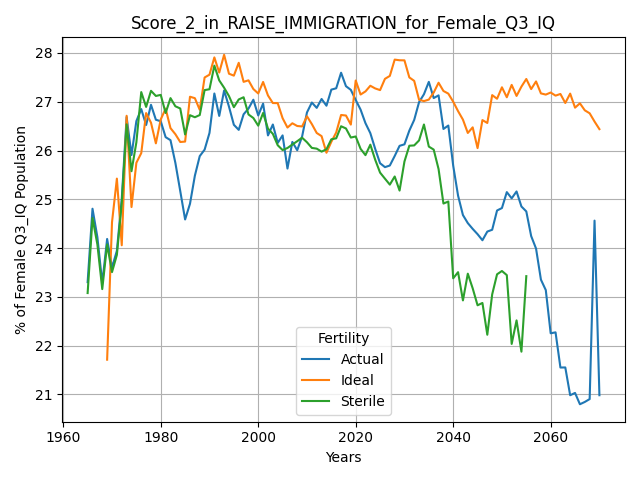 Score_2_in_RAISE_IMMIGRATION_for_Female_Q3_IQ
% of Female Q3_IQ Population
28
27
26
25
24
23
22
21
Fertility
Actual
Ideal
Sterile
1960
1980
2000
2020
2040
2060
Years